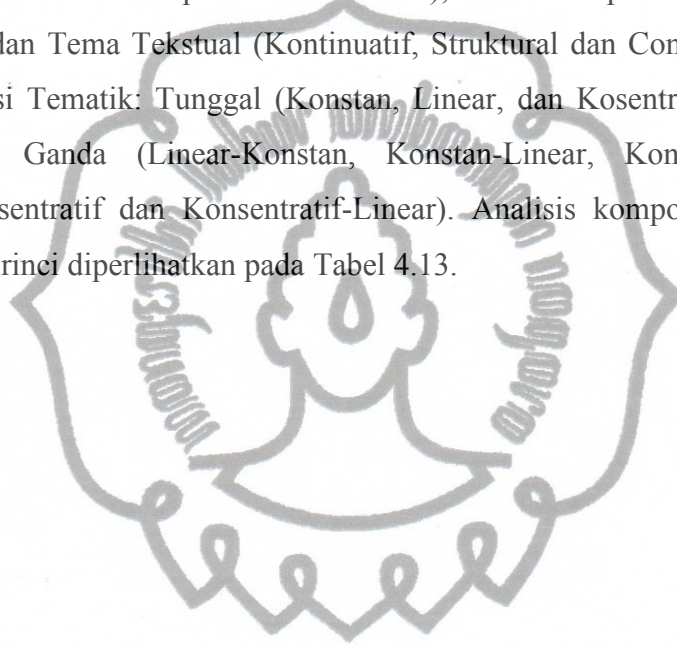 dan Tema Tekstual (Kontinuatif, Struktural dan Con
si Tematik: Tunggal (Konstan, Linear, dan Kosentr
Ganda (Linear-Konstan, Konstan-Linear, Kon
sentratif dan Konsentratif-Linear). Analisis kompo
rinci diperlihatkan pada Tabel 4.13.